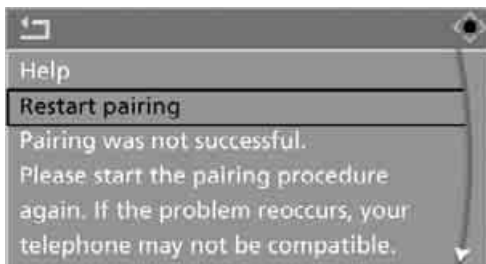 Help
Restart pairing
Pairing was not successful.
Please start the pairing procedure
again. If the problem reoccurs, your
telephone may not be compatible.